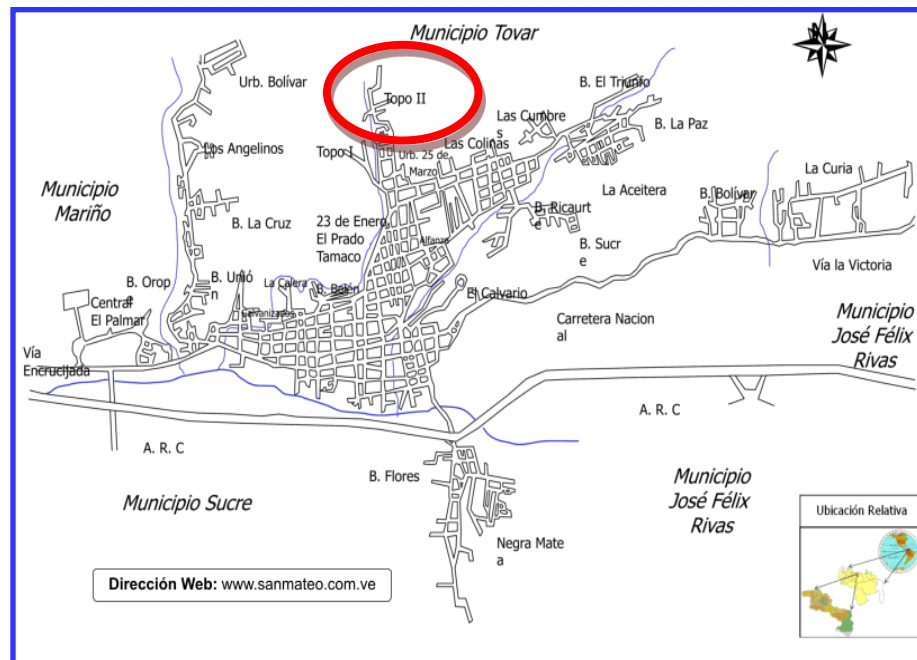 Municipio Tovar
N
Urb. Bolívar
Topo II
B. El Triunfo
Las Cumbre
s
B. La Paz
Los Angelinos
Topo I
Las Colinas
Urb. 25 de
Marzo
La Curia
Municipio
Mariño
La Aceitera
B. Bolívar
B. La Cruz
23 de Enero
El Prado
Tamaco
B. Ricaurt
e
Alfanzo
B. Sucr
e
Vía la Victoria
B. Orop
e
B. Unió
n
La Calera
B. Belén
El Calvario
Central
El Palmar
Galvanizados
Carretera Nacion
al
Municipio
José Félix
Rivas
Vía
Encrucijada
A. R. C
A. R. C
B. Flores
Municipio Sucre
Municipio
José Félix
Rivas
Negra Mate
a
Ubicación Relativa
Dirección Web: www.sanmateo.com.ve